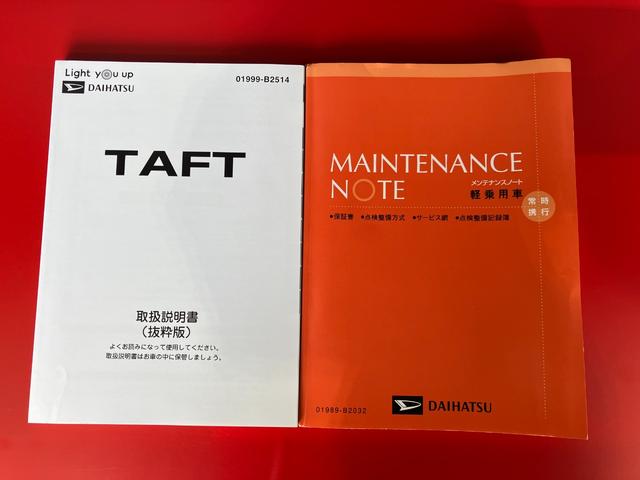 Light you up
DAIHATSU
01999-B2514
TAFT
取扱説明書
（抜粋版）
よくお読みになって使用してください。
取扱説明書はお車の中に保管しましょう。
MAINTENANCE
NOTE
メンテナンスノート
軽乗用車
常時
携行
●保証書 ●点検整備方式 ●サービス網 ●点検整備記録簿
01989-B2032
DAIHATSU